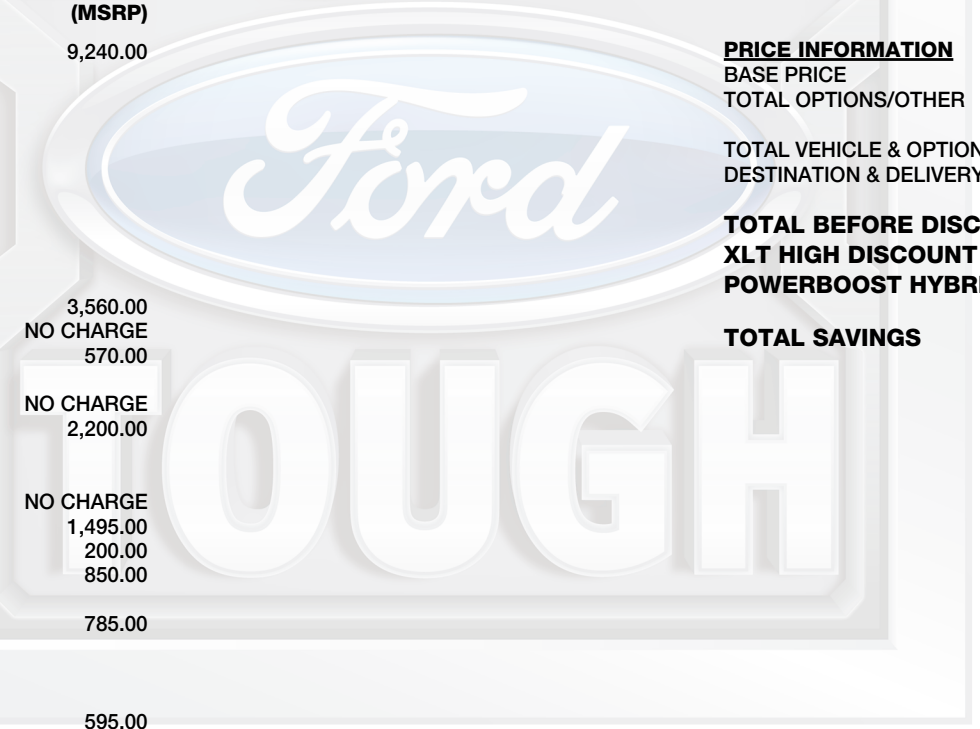 (MSRP)
9,240.00
3,560.00
NO CHARGE
570.00
NO CHARGE
2,200.00
NO CHARGE
1,495.00
200.00
850.00
785.00
595.00
PRICE INFORMATION
BASE PRICE
TOTAL OPTIONS/OTHER
TOTAL VEHICLE & OPTION
DESTINATION & DELIVERY
TOTAL BEFORE DISC
XLT HIGH DISCOUNT
POWERBOOST HYBRI
TOTAL SAVINGS
Ford
TOUGH